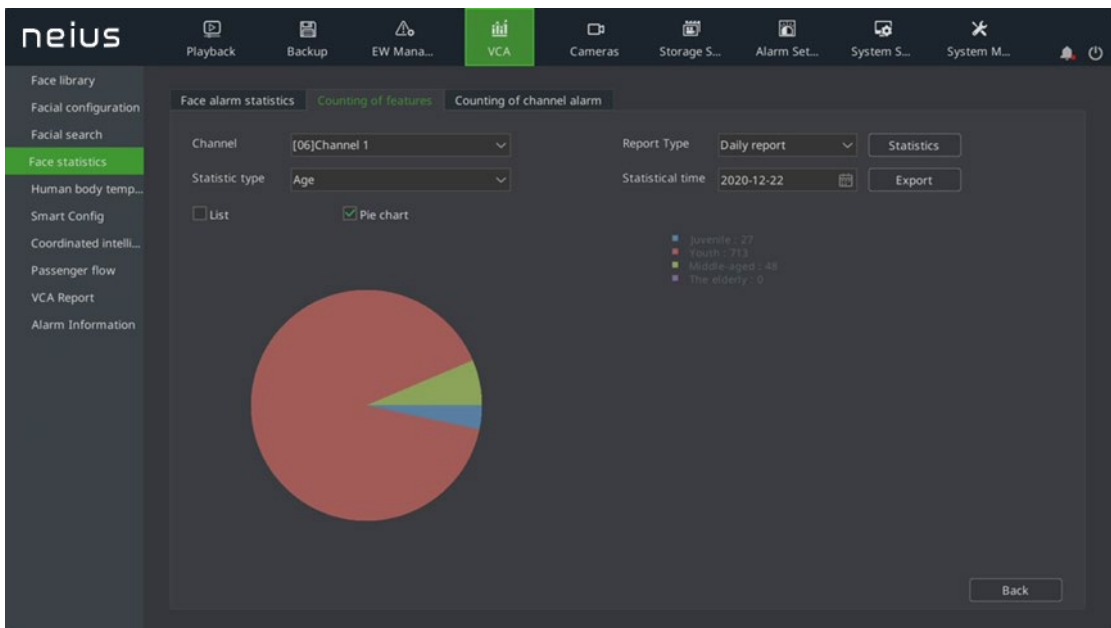 neius
Playback Backup EW Mana... VCA Cameras Storage S... Alarm Set... System S... System M...
Face library
Facial configuration
Facial search
Face statistics
Human body temp...
Smart Config
Coordinated intelli...
Passenger flow
VCA Report
Alarm Information
Face alarm statistics Counting of features Counting of channel alarm
Channel [06]Channel 1 Report Type Daily report Statistics
Statistic type Age Statistical time 2020-12-22 Export
List Pie chart
Juvenile : 27
Youth : 713
Middle-aged : 48
The elderly : 0
Back